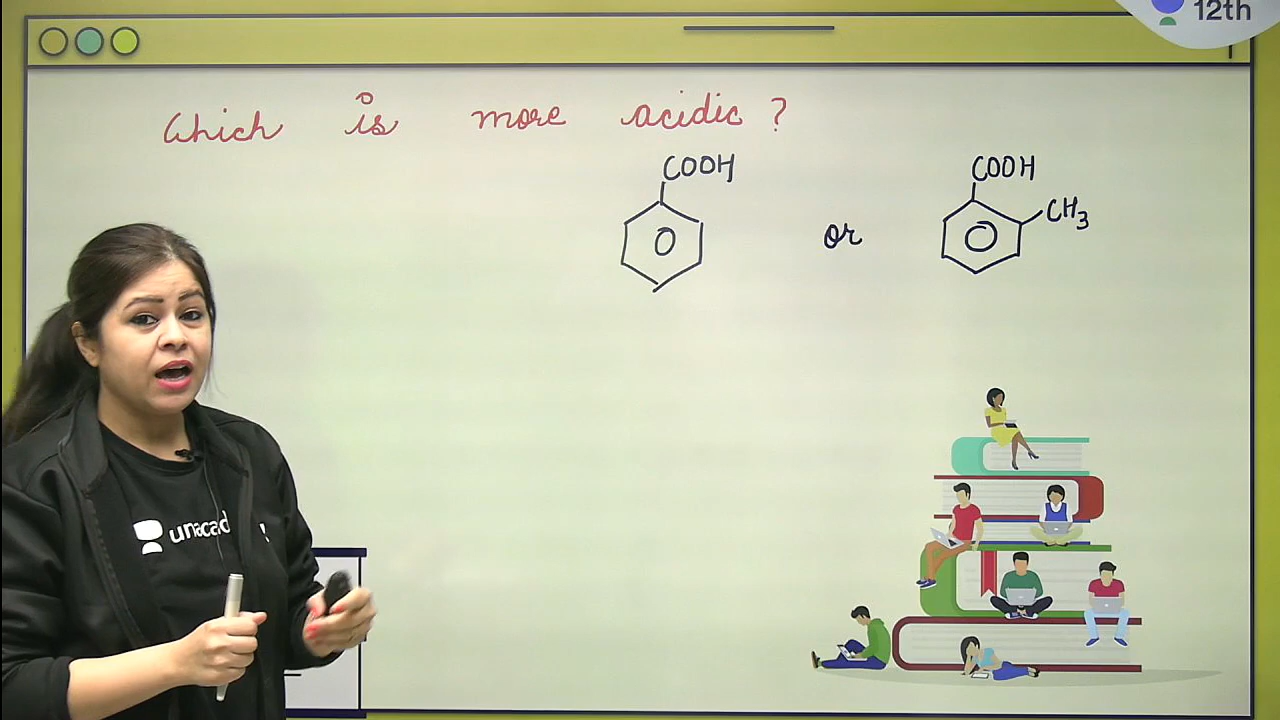 12th
Which is more acidic ?
COOH COOH
CH3
or
unacad